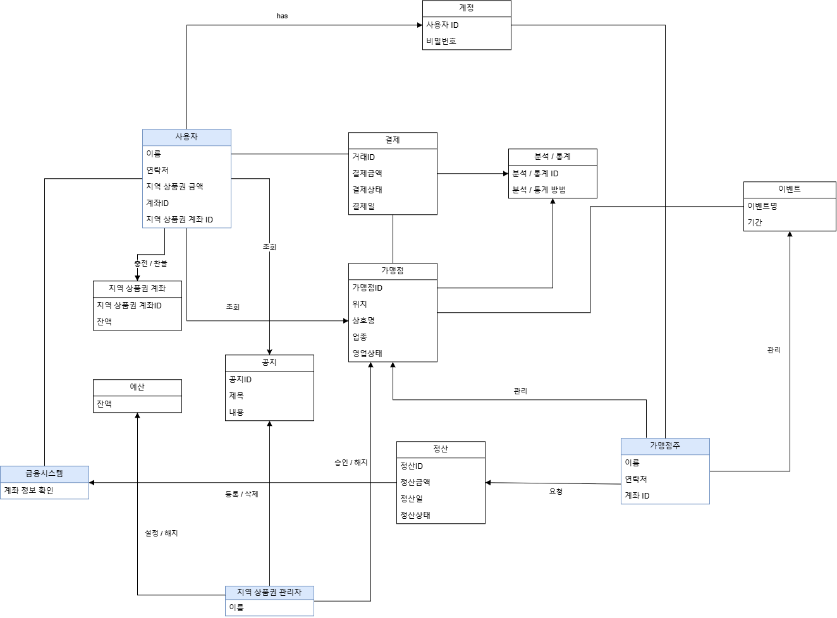 계정
사용자 ID
비밀번호
has
사용자
이름
연락저
지역 상품권 금액
계좌ID
지역 상품권 계좌 ID
결제
거래ID
결제금액
결제상태
결제일
분석 / 통계
분석 / 통계 ID
분석 / 통계 방법
이벤트
이벤트명
기간
조회
충전 / 환불
지역 상품권 계좌
지역 상품권 계좌ID
잔액
조회
가맹점
가맹점ID
위치
상호명
업종
영업상태
공지
공지ID
제목
내용
예산
잔액
관리
관리
가맹점주
이름
연락저
계좌 ID
정산
정산ID
정산금액
정산일
정산상태
승인 / 해지
요청
금융시스템
계좌 정보 확인
등록 / 삭제
설정 / 해지
지역 상품권 관리자
이름